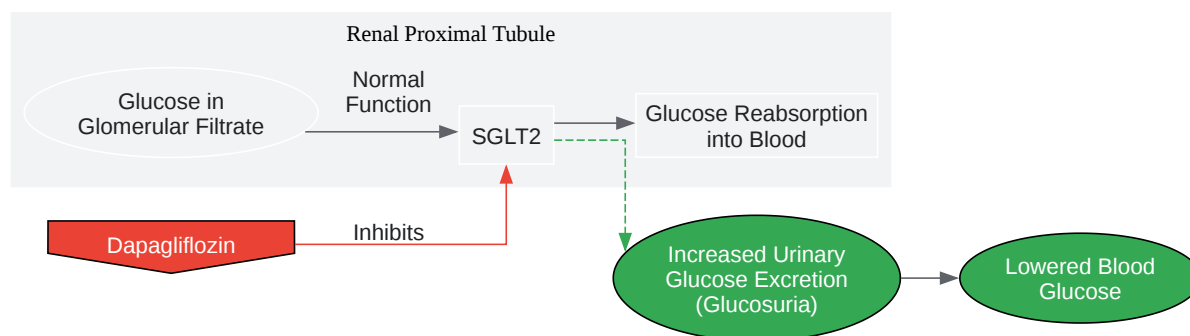 Renal Proximal Tubule
Glucose in
Glomerular Filtrate
Normal
Function
SGLT2
Glucose Reabsorption
into Blood
Dapagliflozin
Inhibits
Increased Urinary
Glucose Excretion
(Glucosuria)
Lowered Blood
Glucose